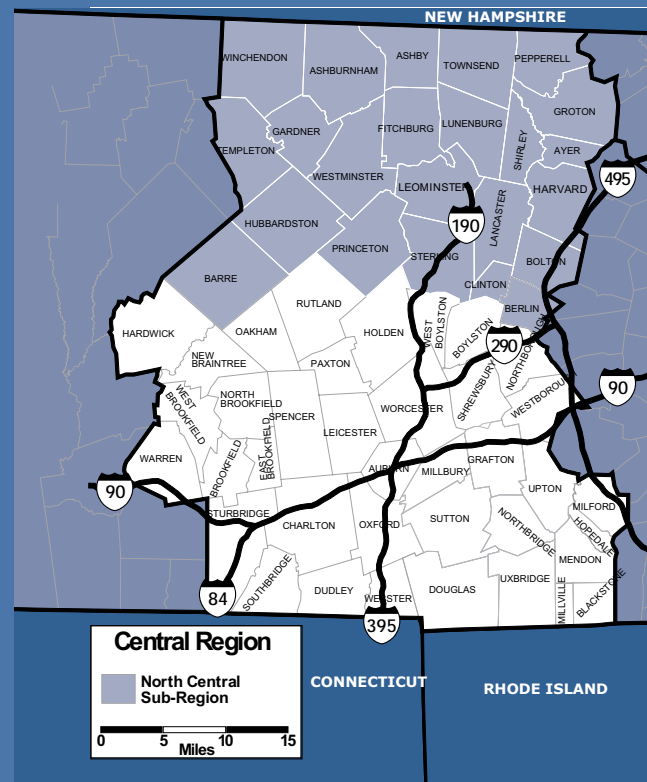 NEW HAMPSHIRE
WINCHENDON
ASHBURNHAM
ASHBY
TOWNSEND
PEPPERELL
GROTON
GARDNER
FITCHBURG
LUNENBURG
SHIRLEY
AYER
TEMPLETON
WESTMINSTER
LEOMINSTER
HARVARD
495
LANCASTER
190
HUBBARDSTON
PRINCETON
STERLING
BOLTON
BARRE
CLINTON
BERLIN
RUTLAND
HARDWICK
OAKHAM
HOLDEN
WEST
BOYLSTON
BOYLSTON
290
NORTHBOROUGH
NEW
BRAINTREE
PAXTON
SHREWSBURY
90
WEST
BROOKFIELD
NORTH
BROOKFIELD
SPENCER
WORCESTER
WESTBOROUGH
LEICESTER
EAST
BROOKFIELD
BROOKFIELD
WARREN
AUBURN
MILLBURY
GRAFTON
UPTON
90
STURBRIDGE
CHARLTON
OXFORD
SUTTON
NORTHBRIDGE
MILFORD
HOPEDALE
MENDON
84
SOUTHBRIDGE
DUDLEY
WEBSTER
DOUGLAS
UXBRIDGE
MILLVILLE
BLACKSTONE
395
Central Region
North Central
Sub-Region
CONNECTICUT
RHODE ISLAND
0 5 10 15
Miles